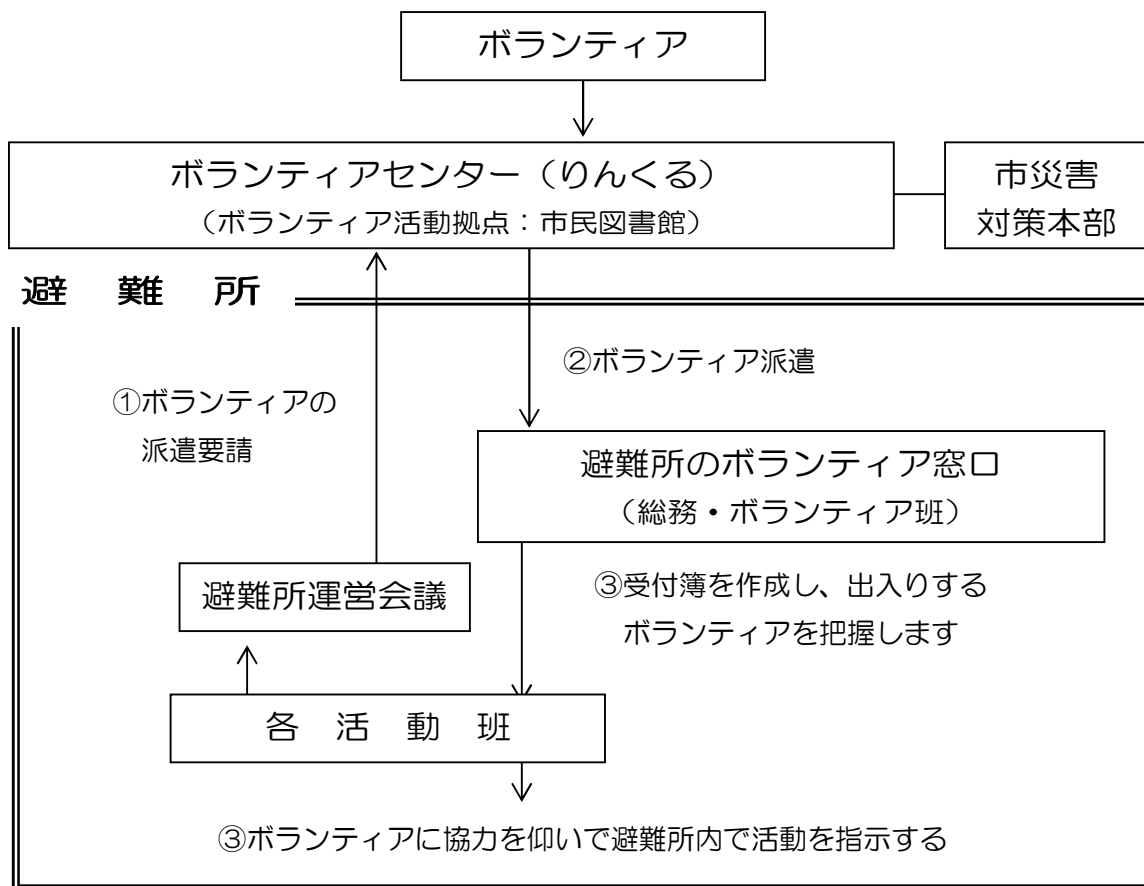 ボランティア
ボランティアセンター（りんくる）
（ボランティア活動拠点：市民図書館）
市災害
対策本部
避　難　所
②ボランティア派遣
①ボランティアの
派遣要請
避難所のボランティア窓口
（総務・ボランティア班）
避難所運営会議
③受付簿を作成し、出入りする
ボランティアを把握します
各　活　動　班
③ボランティアに協力を仰いで避難所内で活動を指示する